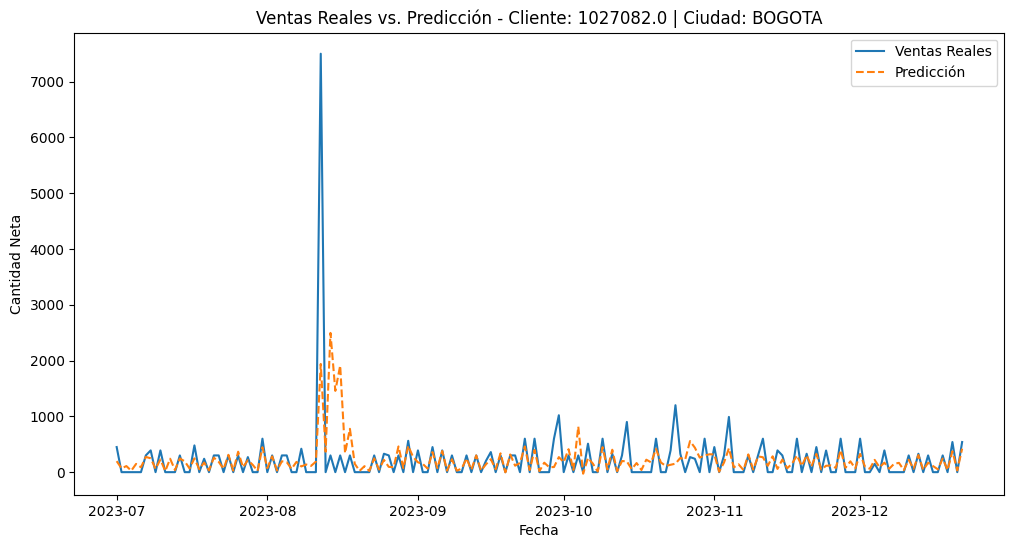 Ventas Reales vs. Predicción - Cliente: 1027082.0 | Ciudad: BOGOTA
Ventas Reales
Predicción
Cantidad Neta
7000
6000
5000
4000
3000
2000
1000
0
2023-07
2023-08
2023-09
2023-10
2023-11
2023-12
Fecha